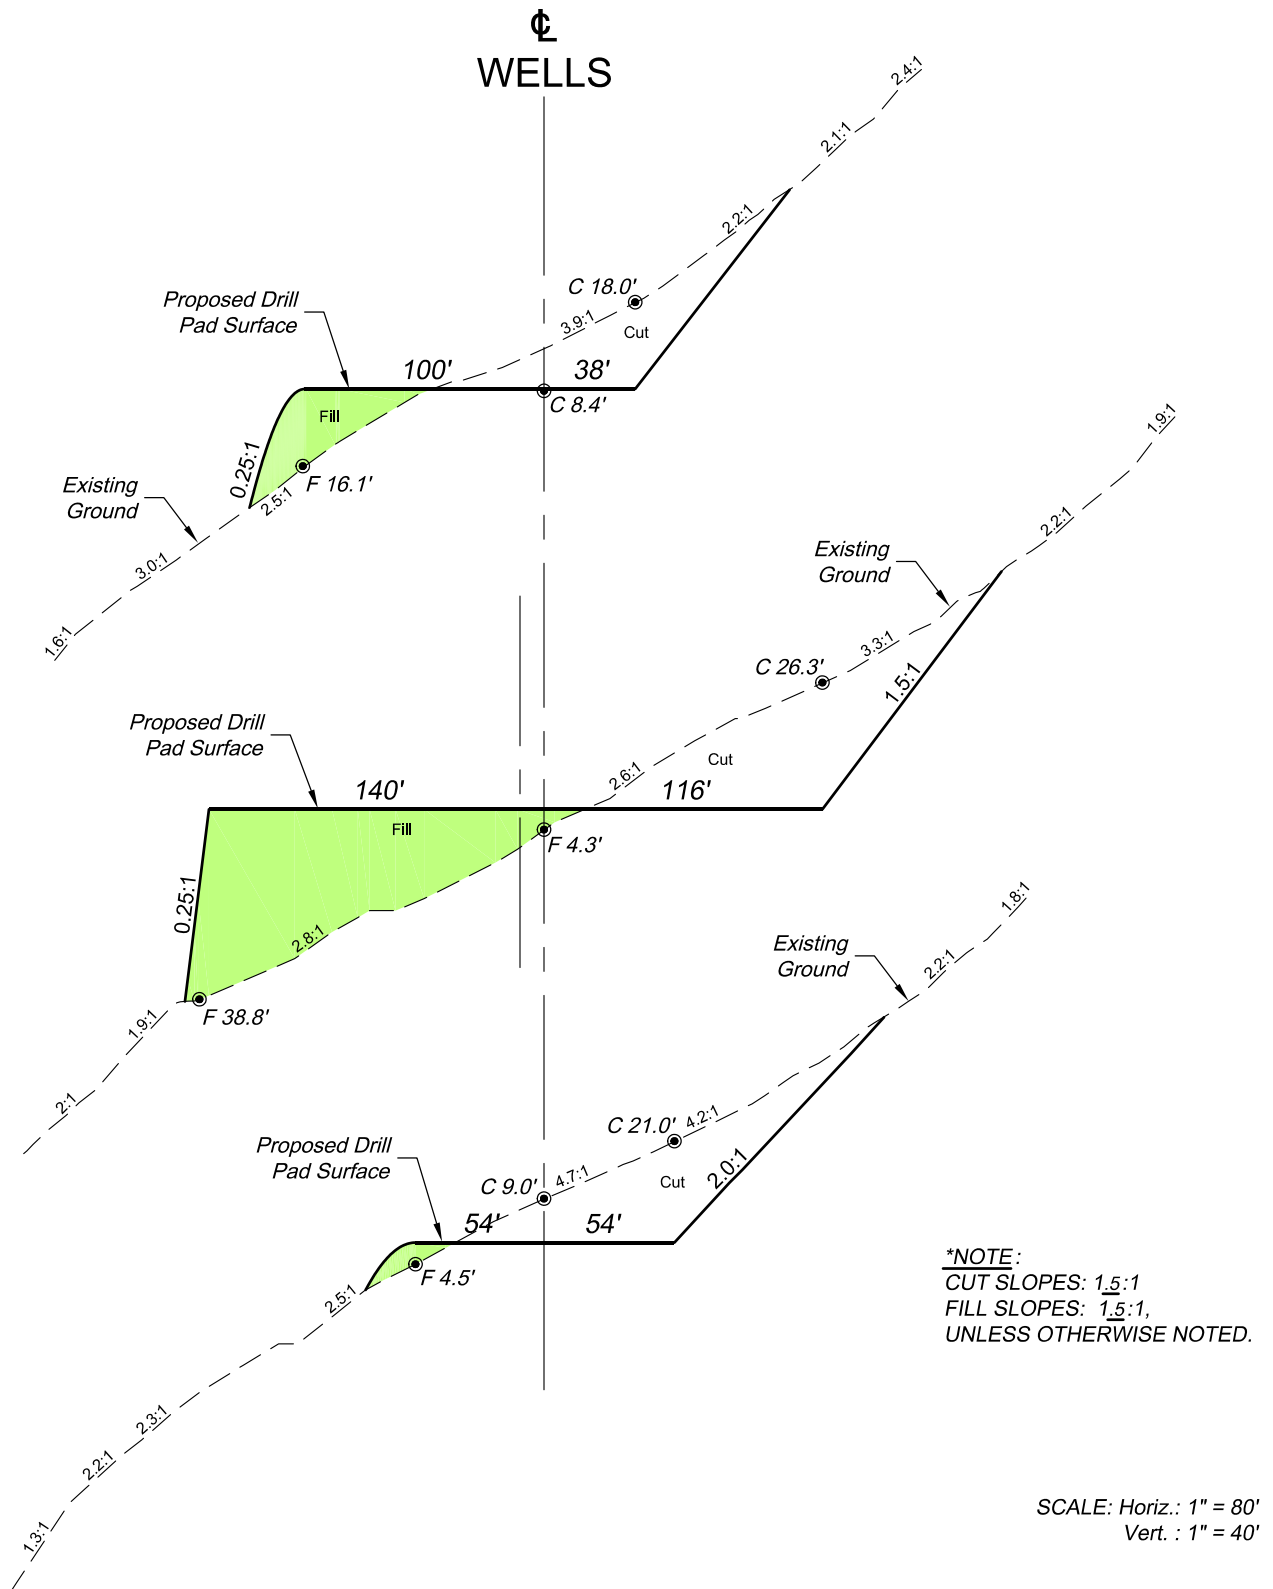 ℄
WELLS
2.4:1
2.1:1
2.2:1
C 18.0'
Proposed Drill
Pad Surface
3.9:1
Cut
100'
38'
C 8.4'
Fill
0.25:1
F 16.1'
2.5:1
Existing
Ground
3.0:1
1.6:1
1.9:1
2.2:1
Existing
Ground
3.3:1
C 26.3'
1.5:1
Proposed Drill
Pad Surface
Cut
2.6:1
140'
116'
Fill
F 4.3'
0.25:1
2.8:1
F 38.8'
1.9:1
2:1
1.8:1
2.2:1
Existing
Ground
C 21.0'
4.2:1
Proposed Drill
Pad Surface
C 9.0'
4.7:1
Cut
2.0:1
54'
54'
F 4.5'
2.5:1
2.3:1
2.2:1
1.3:1
*NOTE:
CUT SLOPES: 1.5:1
FILL SLOPES: 1.5:1,
UNLESS OTHERWISE NOTED.
SCALE: Horiz.: 1" = 80'
Vert. : 1" = 40'